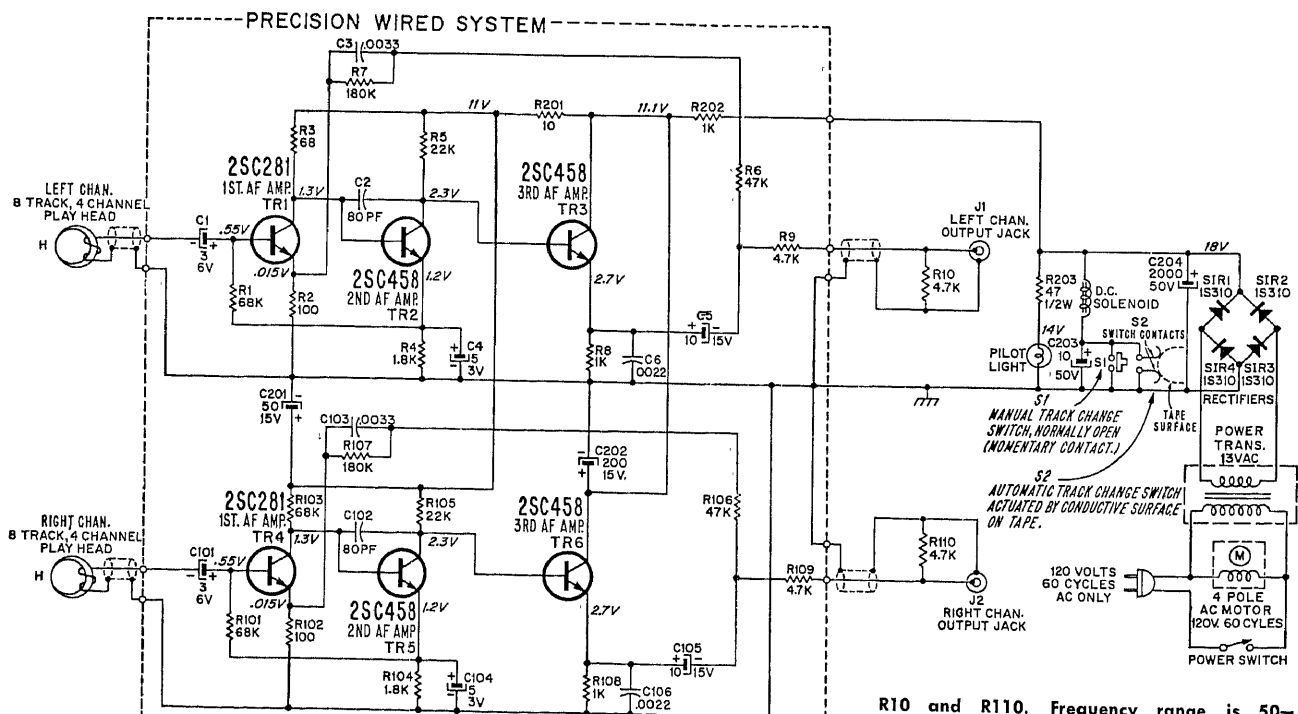 PRECISION WIRED SYSTEM
C3 .0033
R7
180K
11V
R201
10
11.1V
R202
1K
R3
68
R5
22K
2SC281
1ST. AF AMP.
TR1
1.3V
C2
80PF
2.3V
2SC458
3RD AF AMP.
TR3
R6
47K
LEFT CHAN.
8 TRACK, 4 CHANNEL
PLAY HEAD
H
C1
- +
3
6V
.55V
.015V
R1
68K
R2
100
2SC458
2ND AF AMP.
TR2
1.2V
R4
1.8K
+ C4
5
3V
2.7V
R8
1K
C6
.0022
+ C5 -
10 15V
R9
4.7K
J1
LEFT CHAN.
OUTPUT JACK
R10
4.7K
R203
47
1/2W
14V
PILOT
LIGHT
D.C.
SOLENOID
C203
10
50V
+
S1
S2
SWITCH CONTACTS
C204
2000
50V
+
18V
SIR1
1S310
SIR2
1S310
SIR4
1S310
SIR3
1S310
RECTIFIERS
TAPE
SURFACE
S1
MANUAL TRACK CHANGE
SWITCH, NORMALLY OPEN
(MOMENTARY CONTACT.)
S2
AUTOMATIC TRACK CHANGE SWITCH
ACTUATED BY CONDUCTIVE SURFACE
ON TAPE.
POWER
TRANS.
13VAC
C201
50
15V
-
+
C103 .0033
R107
180K
C202
200
15V.
-
+
R103
68K
R105
22K
2SC281
1ST. AF AMP.
TR4
1.3V
C102
80PF
2.3V
2SC458
3RD AF AMP.
TR6
R106
47K
RIGHT CHAN.
8 TRACK, 4 CHANNEL
PLAY HEAD
H
C101
- +
3
6V
.55V
.015V
R101
68K
R102
100
2SC458
2ND AF AMP
TR5
1.2V
R104
1.8K
+ C104
5
3V
2.7V
R108
1K
C106
.0022
+ C105 -
10 15V
R109
4.7K
R110
4.7K
J2
RIGHT CHAN.
OUTPUT JACK
120 VOLTS
60 CYCLES
AC ONLY
M
4 POLE
AC MOTOR
120V. 60 CYLES
POWER SWITCH
R10 and R110. Frequency range is 50–